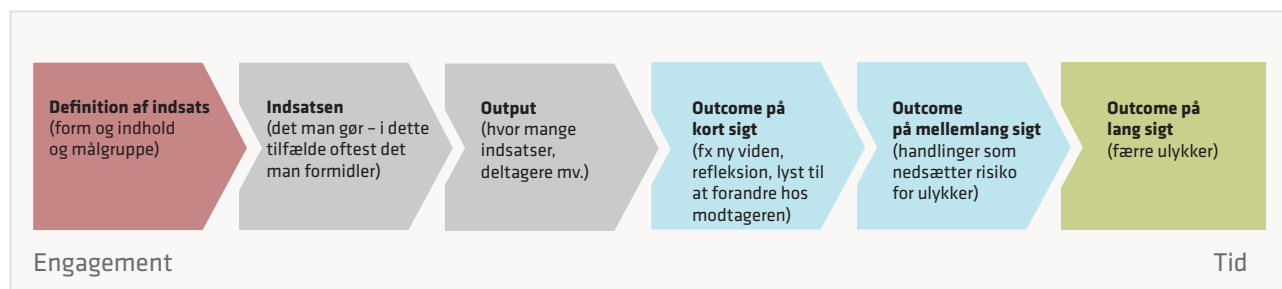 Definition af indsats
(form og indhold
og målgruppe)
Indsatsen
(det man gør – i dette
tilfælde oftest det
man formidler)
Output
(hvor mange
indsatser,
deltagere mv.)
Outcome på
kort sigt
(fx ny viden,
refleksion, lyst til
at forandre hos
modtageren)
Outcome
på mellemlang sigt
(handlinger som
nedsætter risiko
for ulykker)
Outcome på
lang sigt
(færre ulykker)
Engagement
Tid